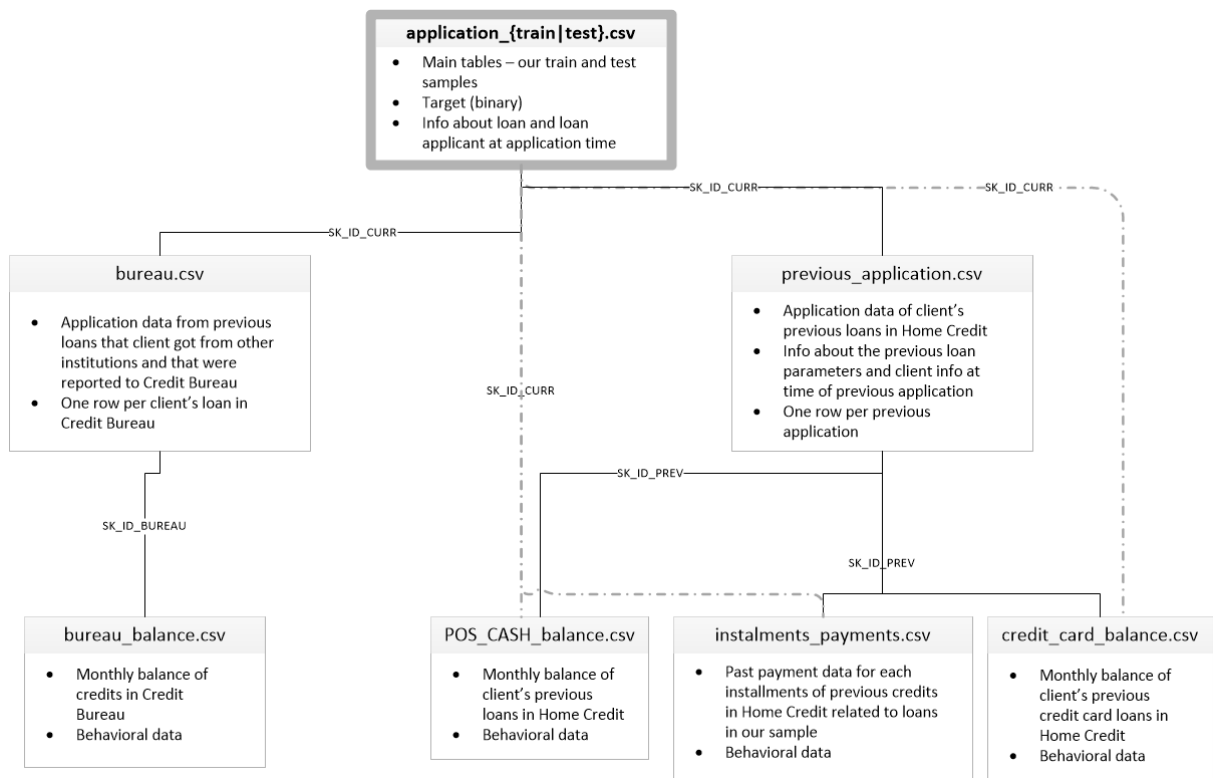 application_{train|test}.csv
• Main tables – our train and test
samples
• Target (binary)
• Info about loan and loan
applicant at application time
SK_ID_CURR
SK_ID_CURR
SK_ID_CURR
bureau.csv
• Application data from previous
loans that client got from other
institutions and that were
reported to Credit Bureau
• One row per client's loan in
Credit Bureau
previous_application.csv
• Application data of client's
previous loans in Home Credit
• Info about the previous loan
parameters and client info at
time of previous application
• One row per previous
application
SK_ID_CURR
SK_ID_PREV
SK_ID_BUREAU
SK_ID_PREV
bureau_balance.csv
• Monthly balance of
credits in Credit
Bureau
• Behavioral data
POS_CASH_balance.csv
• Monthly balance of
client's previous
loans in Home Credit
• Behavioral data
instalments_payments.csv
• Past payment data for each
installments of previous credits
in Home Credit related to loans
in our sample
• Behavioral data
credit_card_balance.csv
• Monthly balance of
client's previous
credit card loans in
Home Credit
• Behavioral data